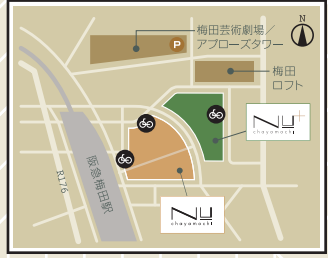 梅田芸術劇場／
アプローズタワー
N
P
梅田
ロフト
NU+
chayamachi
阪急梅田駅
R176
NU
chayamachi